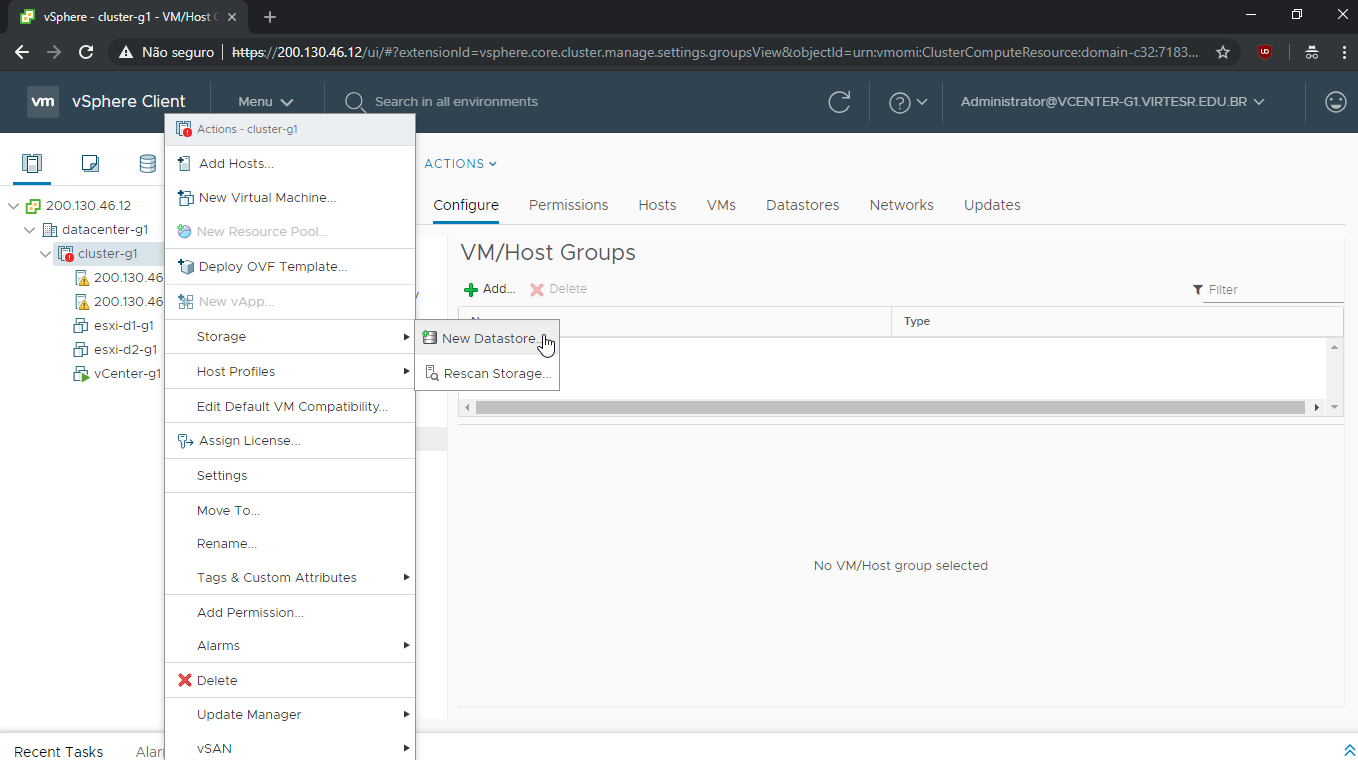 vSphere - cluster-g1 - VM/Host
Não seguro
https://200.130.46.12/ui/#?extensionId=vsphere.core.cluster.manage.settings.groupsView&objectId=urn:vmomi:ClusterComputeResource:domain-c32:7183...
vm vSphere Client
Menu
Search in all environments
Administrator@VCENTER-G1.VIRTESR.EDU.BR
Actions - cluster-g1
Add Hosts...
New Virtual Machine...
New Resource Pool...
Deploy OVF Template...
New vApp...
Storage
Host Profiles
Edit Default VM Compatibility...
Assign License...
Settings
Move To...
Rename...
Tags & Custom Attributes
Add Permission...
Alarms
Delete
Update Manager
vSAN
New Datastore...
Rescan Storage...
200.130.46.12
datacenter-g1
cluster-g1
200.130.46
200.130.46
esxi-d1-g1
esxi-d2-g1
vCenter-g1
ACTIONS
Configure Permissions Hosts VMs Datastores Networks Updates
VM/Host Groups
Add... Delete
Filter
Type
No VM/Host group selected
Recent Tasks